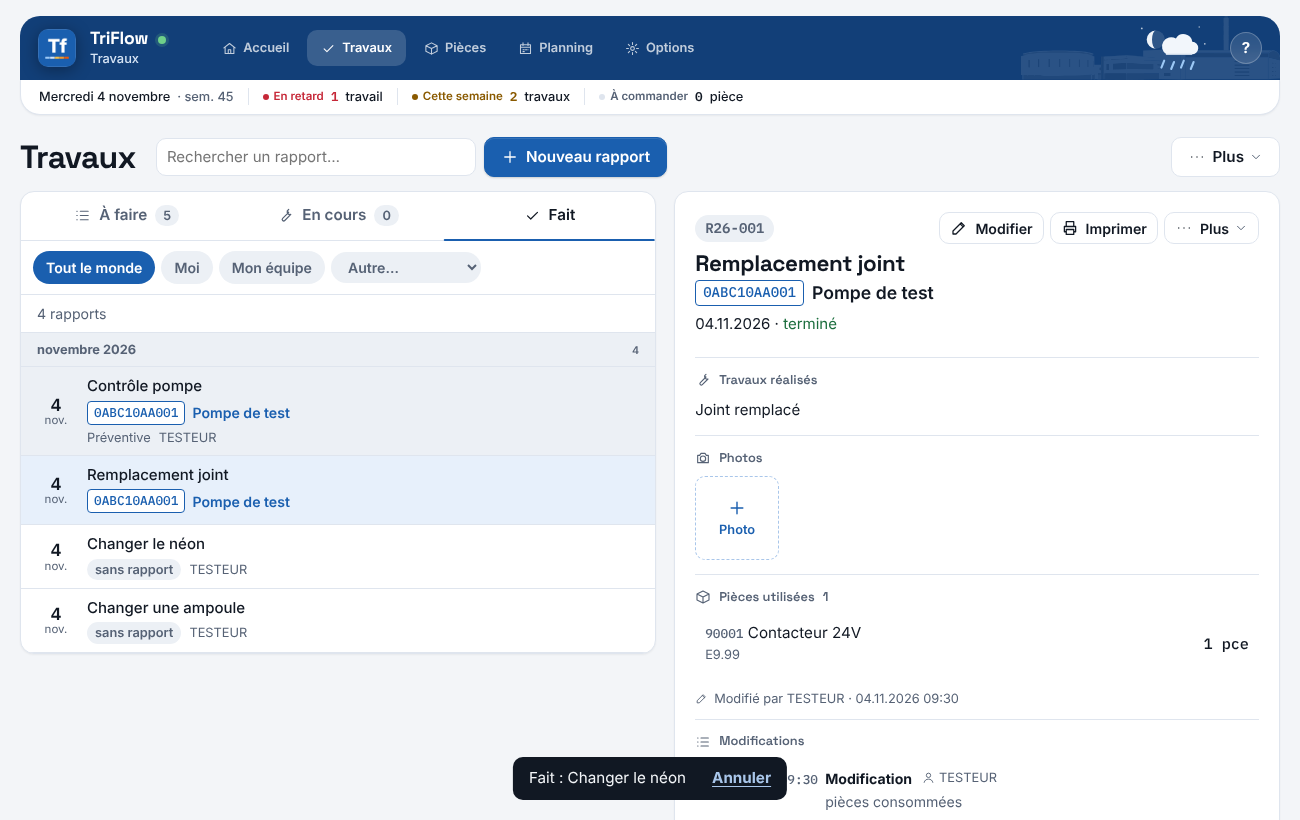 Tf
TriFlow
Travaux
Accueil
Travaux
Pièces
Planning
Options
?
Mercredi 4 novembre · sem. 45
En retard 1 travail
Cette semaine 2 travaux
À commander 0 pièce
Travaux
Rechercher un rapport...
Nouveau rapport
Plus
À faire 5
En cours 0
Fait
Tout le monde
Moi
Mon équipe
Autre...
4 rapports
novembre 2026 4
4 nov.
Contrôle pompe
0ABC10AA001 Pompe de test
Préventive TESTEUR
4 nov.
Remplacement joint
0ABC10AA001 Pompe de test
4 nov.
Changer le néon
sans rapport TESTEUR
4 nov.
Changer une ampoule
sans rapport TESTEUR
R26-001
Modifier
Imprimer
Plus
Remplacement joint
0ABC10AA001 Pompe de test
04.11.2026 · terminé
Travaux réalisés
Joint remplacé
Photos
Photo
Pièces utilisées 1
90001 Contacteur 24V
E9.99
1 pce
Modifié par TESTEUR · 04.11.2026 09:30
Modifications
9:30 Modification TESTEUR
pièces consommées
Fait : Changer le néon Annuler